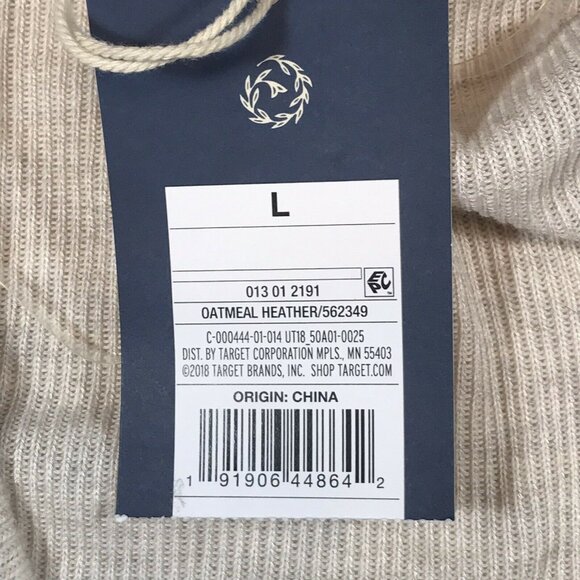 L
013 01 2191
EPC
OATMEAL HEATHER/562349
C-000444-01-014 UT18_50A01-0025
DIST. BY TARGET CORPORATION MPLS., MN 55403
©2018 TARGET BRANDS, INC. SHOP TARGET.COM
ORIGIN: CHINA
1 91906 44864 2